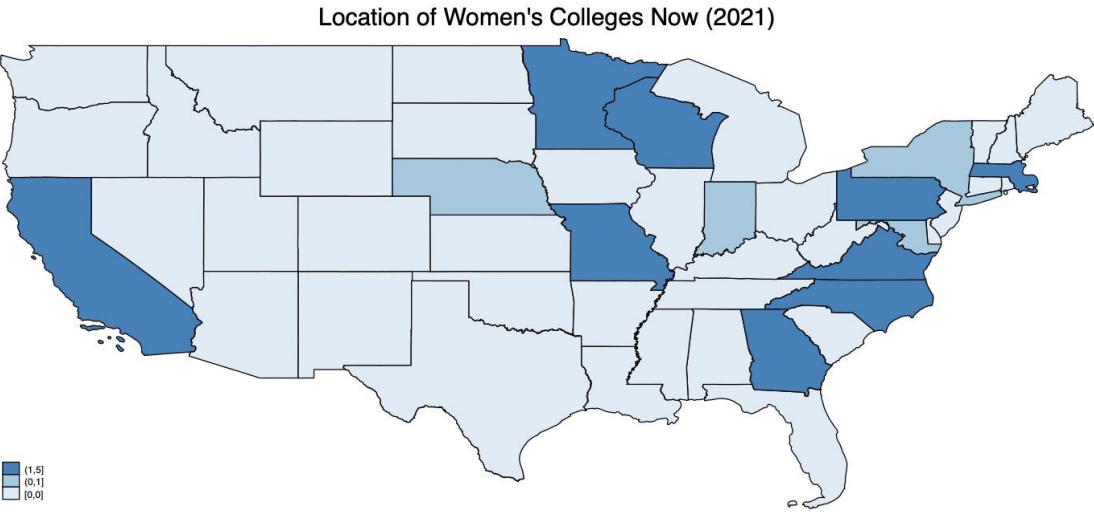 Location of Women's Colleges Now (2021)
(1,5]
(0,1]
[0,0]